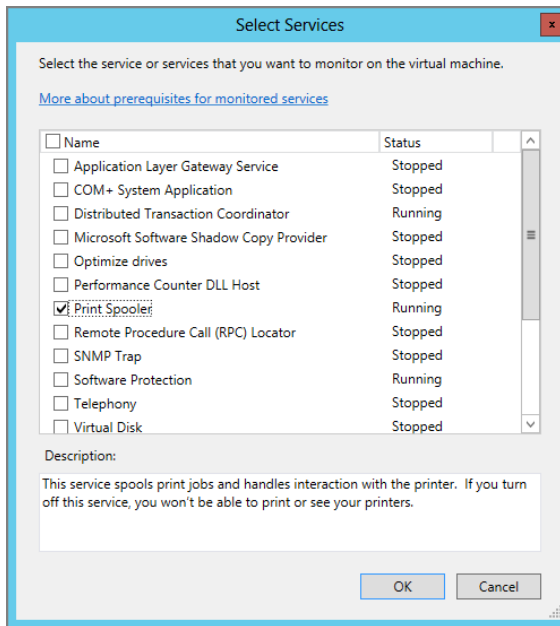 Select Services
x
Select the service or services that you want to monitor on the virtual machine.
More about prerequisites for monitored services
Name Status
Application Layer Gateway Service Stopped
COM+ System Application Stopped
Distributed Transaction Coordinator Running
Microsoft Software Shadow Copy Provider Stopped
Optimize drives Stopped
Performance Counter DLL Host Stopped
Print Spooler Running
Remote Procedure Call (RPC) Locator Stopped
SNMP Trap Stopped
Software Protection Running
Telephony Stopped
Virtual Disk Stopped
Description:
This service spools print jobs and handles interaction with the printer. If you turn
off this service, you won't be able to print or see your printers.
OK Cancel